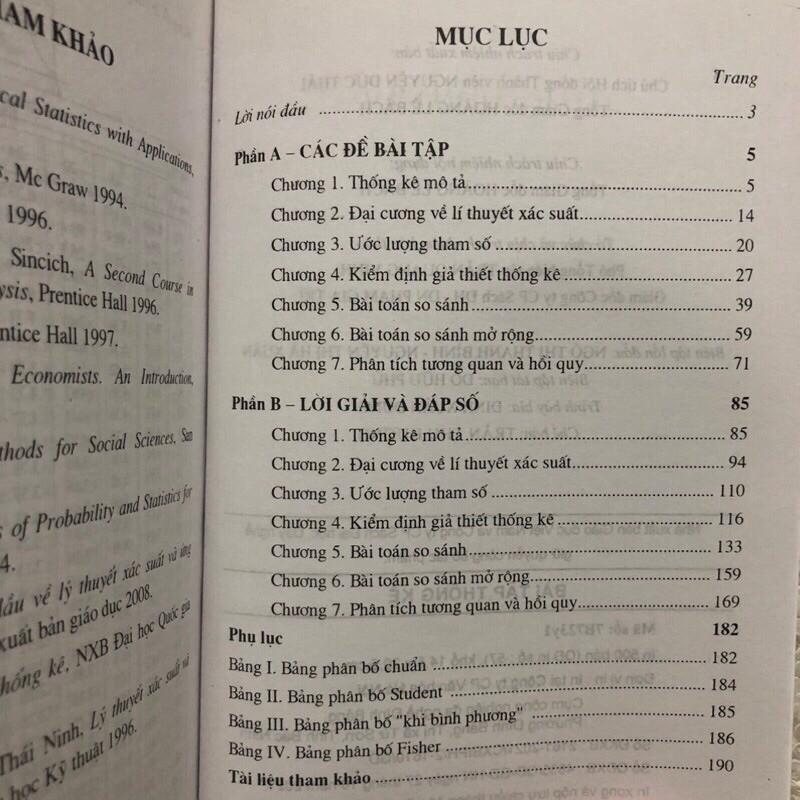 HAM KHẢO
cal Statistics with Applications,
s, Mc Graw 1994.
1996.
Sincich, A Second Course in
lysis, Prentice Hall 1996.
ntice Hall 1997.
Economists. An Introduction,
thods for Social Sciences, San
s of Probability and Statistics for
4.
đầu về lý thuyết xác suất và ứng
xuất bản giáo dục 2008.
hống kê, NXB Đại học Quốc gia
Thái Ninh, Lý thuyết xác suất và
học Kỹ thuật 1996.
MỤC LỤC
Trang
Lời nói đầu ........ 3
Phần A – CÁC ĐỀ BÀI TẬP 5
Chương 1. Thống kê mô tả ........ 5
Chương 2. Đại cương về lí thuyết xác suất ........ 14
Chương 3. Ước lượng tham số ........ 20
Chương 4. Kiểm định giả thiết thống kê ........ 27
Chương 5. Bài toán so sánh ........ 39
Chương 6. Bài toán so sánh mở rộng ........ 59
Chương 7. Phân tích tương quan và hồi quy ........ 71
Phần B – LỜI GIẢI VÀ ĐÁP SỐ 85
Chương 1. Thống kê mô tả ........ 85
Chương 2. Đại cương về lí thuyết xác suất ........ 94
Chương 3. Ước lượng tham số ........ 110
Chương 4. Kiểm định giả thiết thống kê ........ 116
Chương 5. Bài toán so sánh ........ 133
Chương 6. Bài toán so sánh mở rộng ........ 159
Chương 7. Phân tích tương quan và hồi quy ........ 169
Phụ lục 182
Bảng I. Bảng phân bố chuẩn ........ 182
Bảng II. Bảng phân bố Student ........ 184
Bảng III. Bảng phân bố "khi bình phương" ........ 185
Bảng IV. Bảng phân bố Fisher ........ 186
Tài liệu tham khảo ........ 190